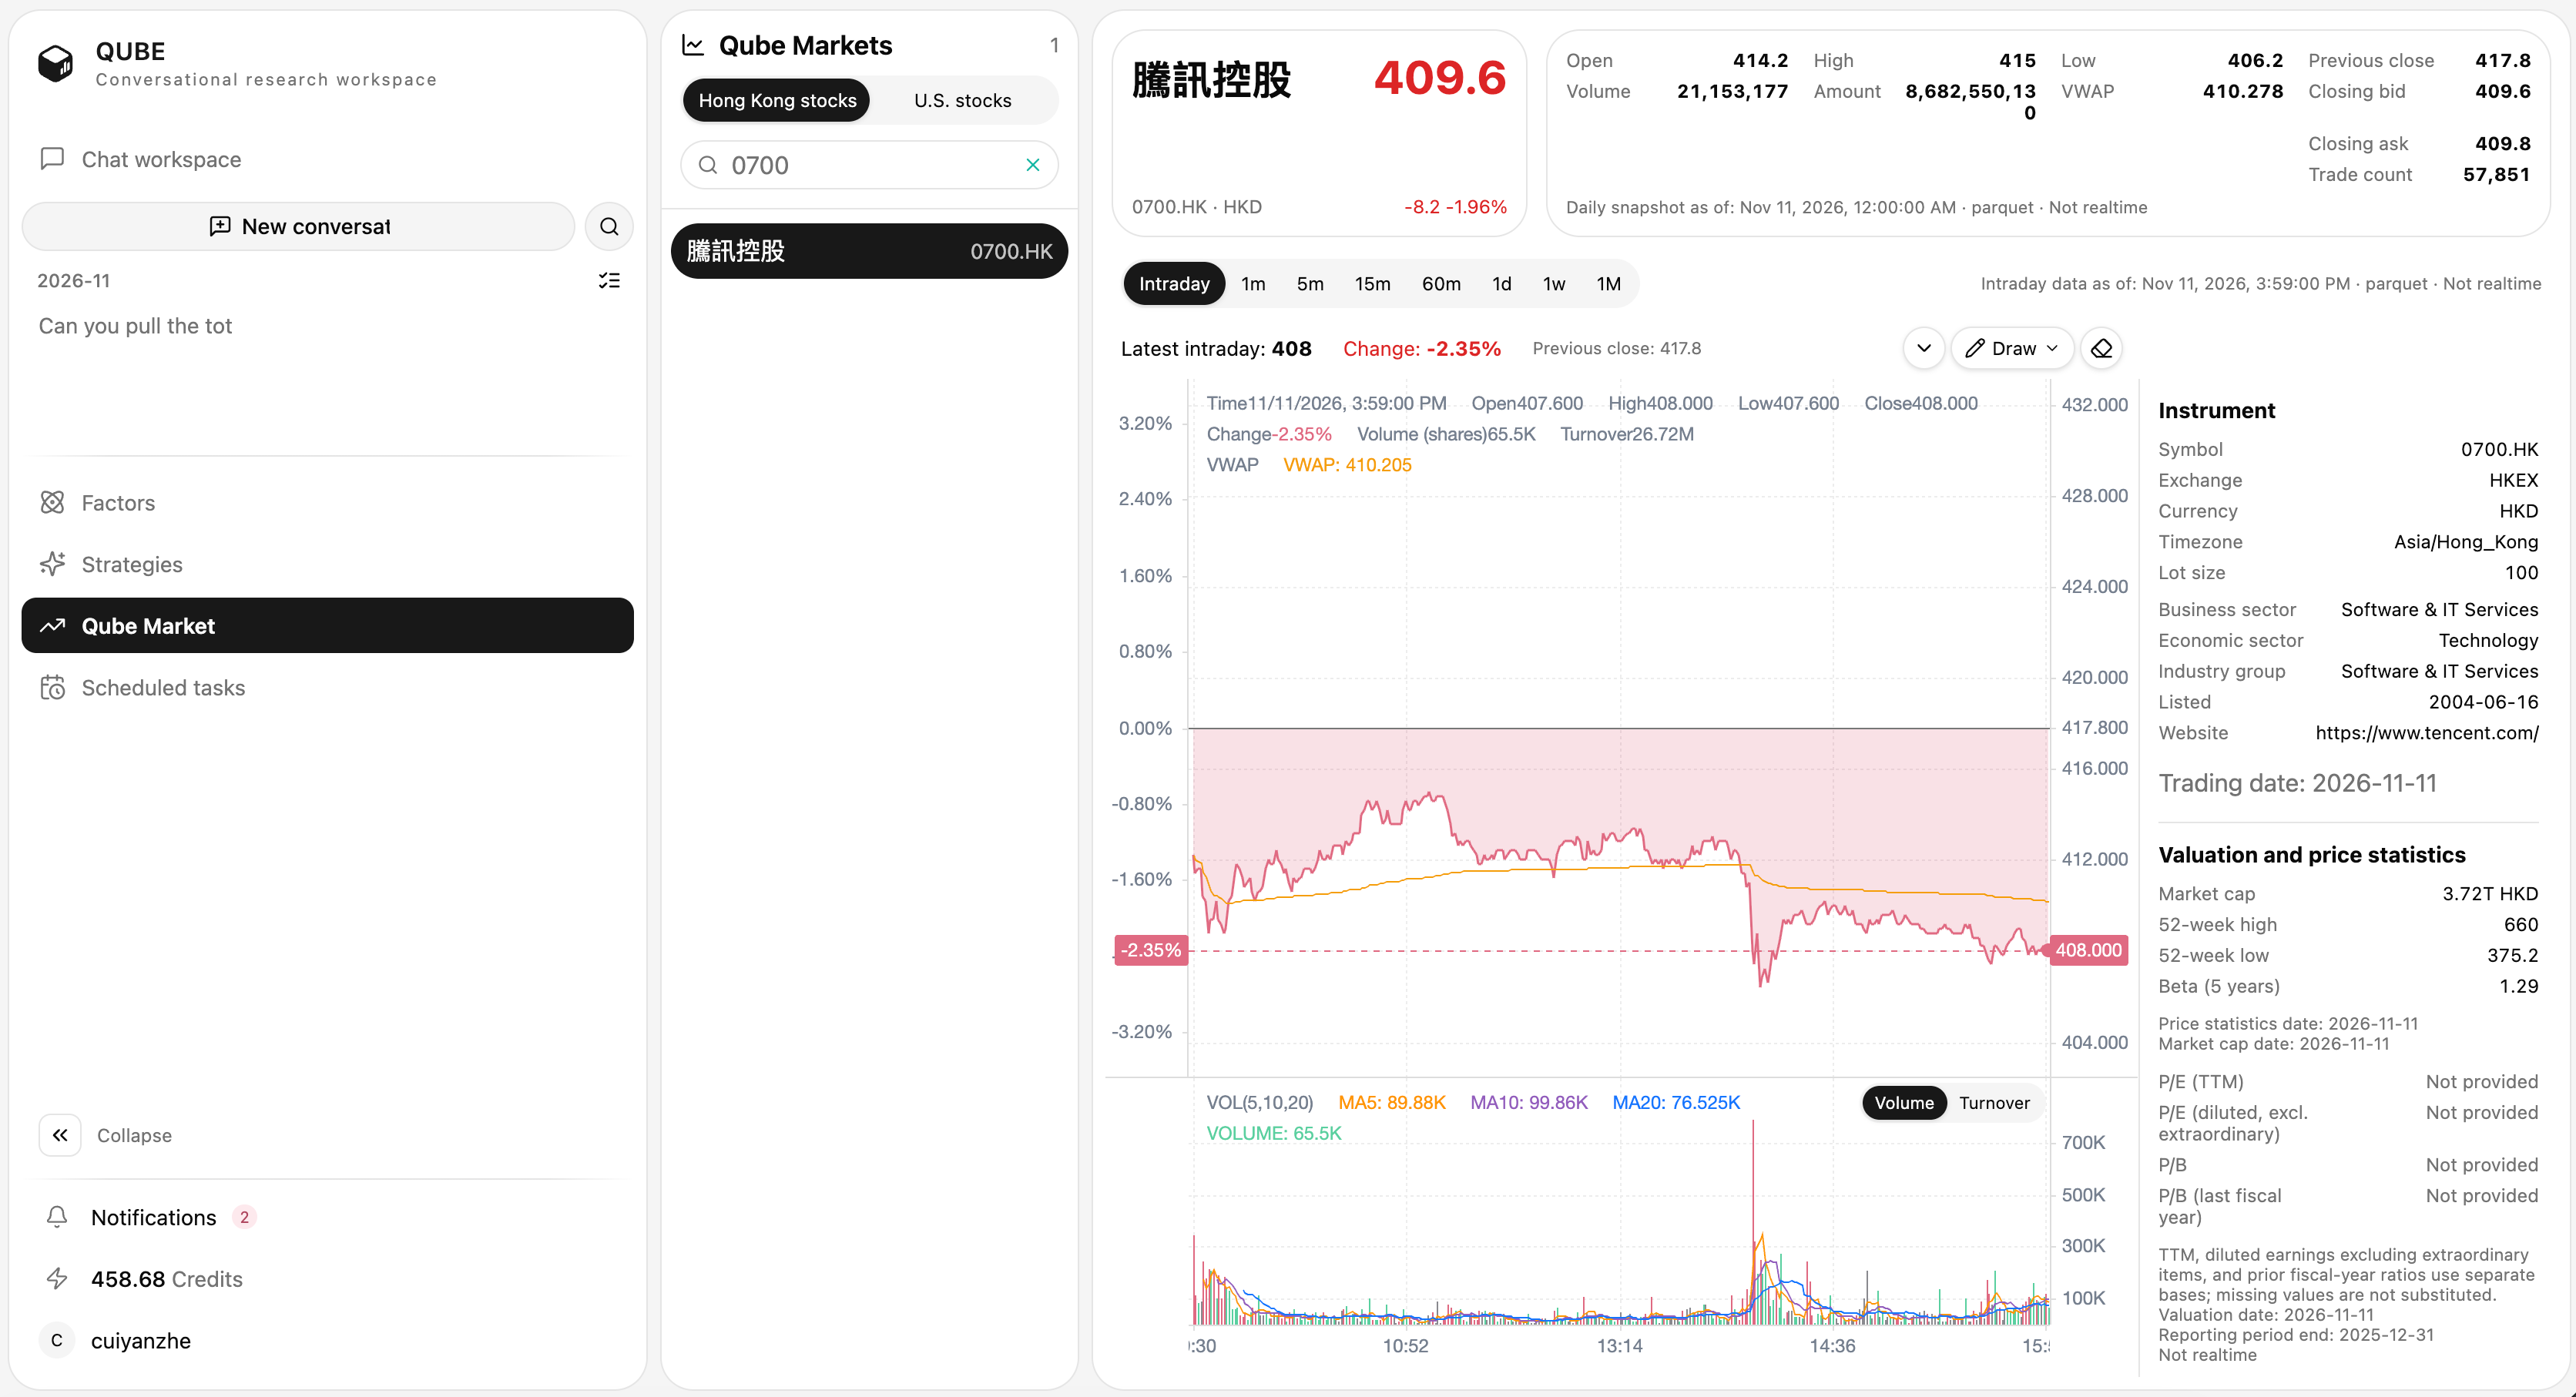 QUBE
Conversational research workspace
Chat workspace
New conversat
2026-11
Can you pull the tot
Factors
Strategies
Qube Market
Scheduled tasks
Collapse
Notifications 2
458.68 Credits
C cuiyanzhe
Qube Markets 1
Hong Kong stocks U.S. stocks
0700
騰訊控股 0700.HK
騰訊控股 409.6
0700.HK · HKD -8.2 -1.96%
Open 414.2 High 415 Low 406.2 Previous close 417.8
Volume 21,153,177 Amount 8,682,550,13 VWAP 410.278 Closing bid 409.6
0
Closing ask 409.8
Trade count 57,851
Daily snapshot as of: Nov 11, 2026, 12:00:00 AM · parquet · Not realtime
Intraday 1m 5m 15m 60m 1d 1w 1M
Intraday data as of: Nov 11, 2026, 3:59:00 PM · parquet · Not realtime
Latest intraday: 408 Change: -2.35% Previous close: 417.8
Draw
Time11/11/2026, 3:59:00 PM Open407.600 High408.000 Low407.600 Close408.000
Change-2.35% Volume (shares)65.5K Turnover26.72M
VWAP VWAP: 410.205
3.20%
2.40%
1.60%
0.80%
0.00%
-0.80%
-1.60%
-2.35%
-3.20%
432.000
428.000
424.000
420.000
417.800
416.000
412.000
408.000
404.000
VOL(5,10,20) MA5: 89.88K MA10: 99.86K MA20: 76.525K
VOLUME: 65.5K
Volume Turnover
700K
500K
300K
100K
:30 10:52 13:14 14:36 15:
Instrument
Symbol 0700.HK
Exchange HKEX
Currency HKD
Timezone Asia/Hong_Kong
Lot size 100
Business sector Software & IT Services
Economic sector Technology
Industry group Software & IT Services
Listed 2004-06-16
Website https://www.tencent.com/
Trading date: 2026-11-11
Valuation and price statistics
Market cap 3.72T HKD
52-week high 660
52-week low 375.2
Beta (5 years) 1.29
Price statistics date: 2026-11-11
Market cap date: 2026-11-11
P/E (TTM) Not provided
P/E (diluted, excl. Not provided
extraordinary)
P/B Not provided
P/B (last fiscal Not provided
year)
TTM, diluted earnings excluding extraordinary
items, and prior fiscal-year ratios use separate
bases; missing values are not substituted.
Valuation date: 2026-11-11
Reporting period end: 2025-12-31
Not realtime